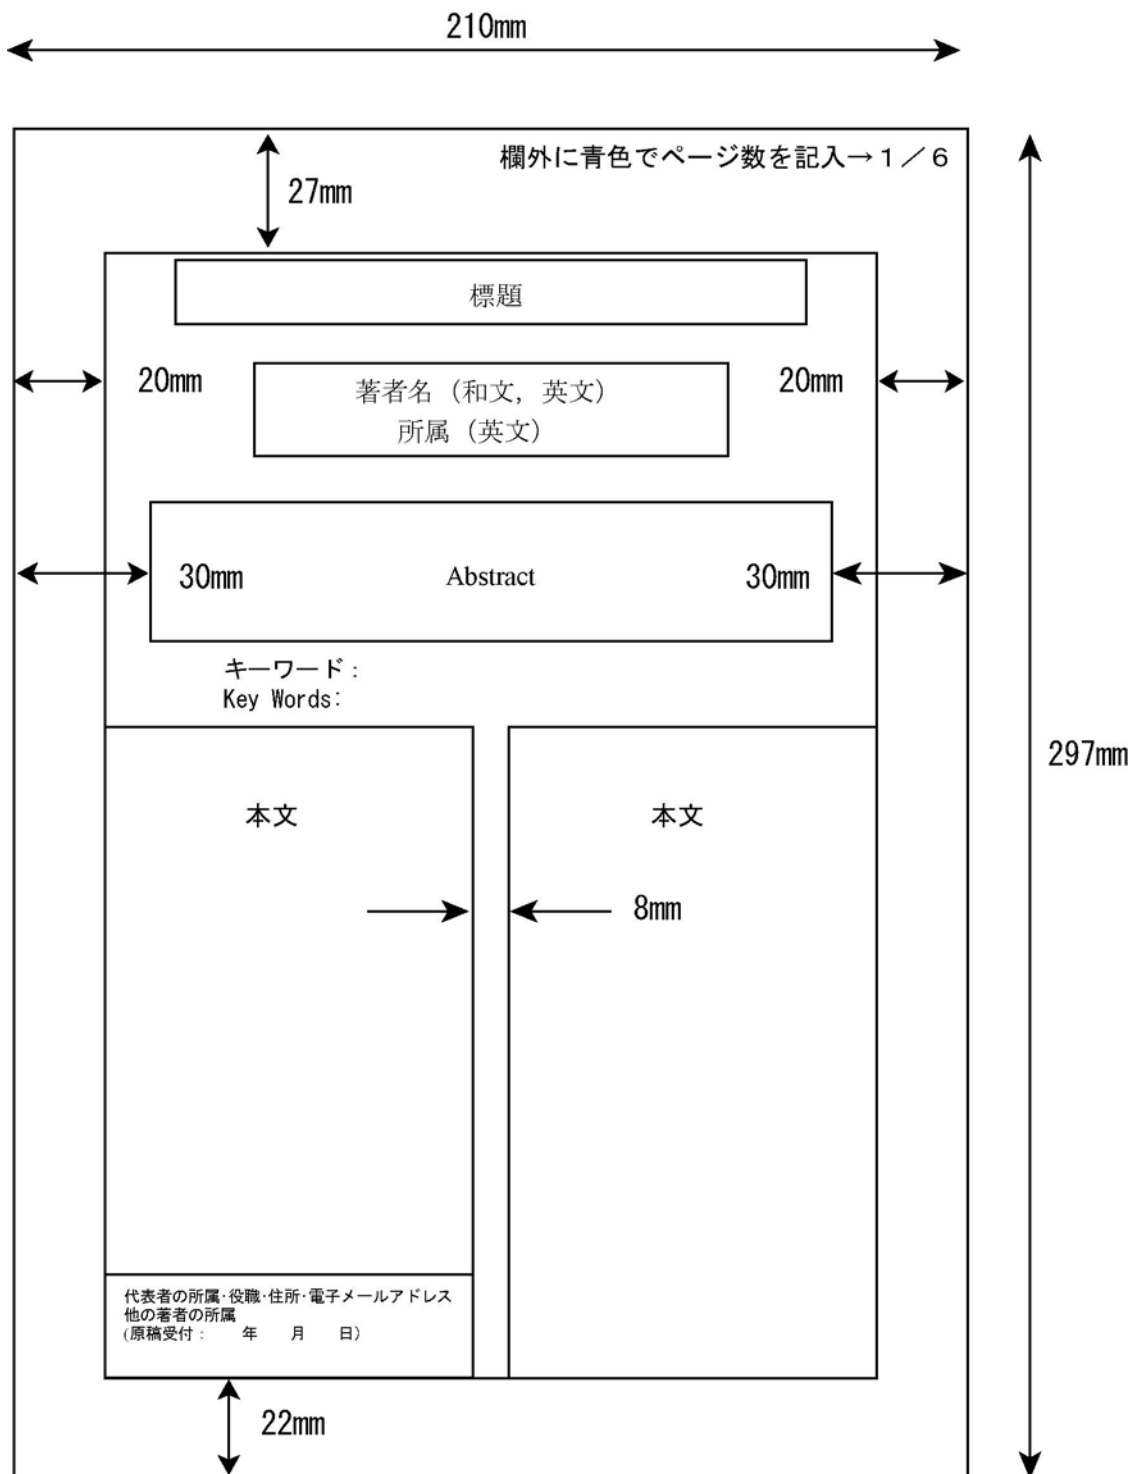 210mm
欄外に青色でページ数を記入→１／６
27mm
標題
20mm
著者名（和文，英文）
所属（英文）
20mm
30mm
Abstract
30mm
キーワード：
Key Words:
297mm
本文
本文
8mm
代表者の所属・役職・住所・電子メールアドレス
他の著者の所属
(原稿受付：　　年　　月　　日）
22mm